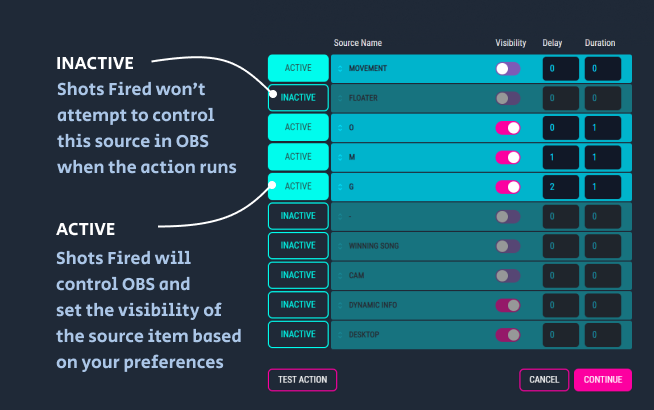 Source Name Visibility Delay Duration
INACTIVE
Shots Fired won't
attempt to control
this source in OBS
when the action runs
ACTIVE
Shots Fired will
control OBS and
set the visibility of
the source item based
on your preferences
ACTIVE MOVEMENT 0 0
INACTIVE FLOATER 0 0
ACTIVE O 0 1
ACTIVE M 1 1
ACTIVE G 2 1
INACTIVE - 0 0
INACTIVE WINNING SONG 0 0
INACTIVE CAM 0 0
INACTIVE DYNAMIC INFO 0 0
INACTIVE DESKTOP 0 0
TEST ACTION CANCEL CONTINUE